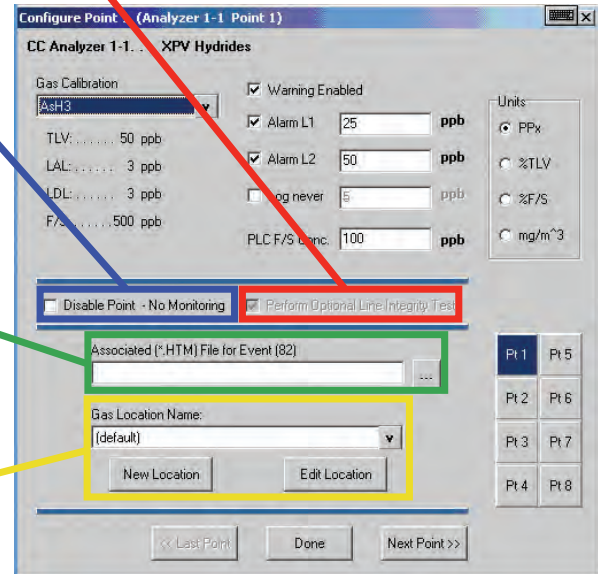 Configure Point . (Analyzer 1-1 Point 1)
CC Analyzer 1-1. . . XPV Hydrides
Gas Calibration
AsH3
TLV: . . . . . . 50 ppb
LAL: . . . . . . 3 ppb
LDL: . . . . . . 3 ppb
F/S . . . . . . 500 ppb
Warning Enabled
Alarm L1 25 ppb
Alarm L2 50 ppb
Log never 5 ppb
PLC F/S Conc. 100 ppb
Units
PPx
%TLV
%F/S
mg/m^3
Disable Point - No Monitoring
Perform Optional Line Integrity Test
Associated (*.HTM) File for Event (82)
...
Gas Location Name:
(default)
New Location Edit Location
Pt 1 Pt 5
Pt 2 Pt 6
Pt 3 Pt 7
Pt 4 Pt 8
<< Last Point Done Next Point >>